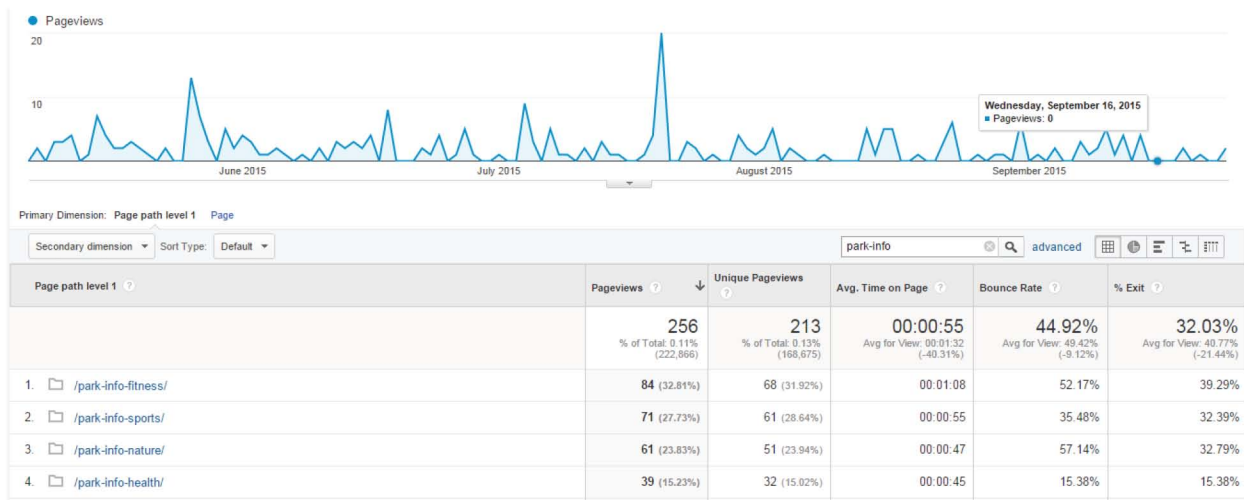 Pageviews
20
10
Wednesday, September 16, 2015
Pageviews: 0
June 2015 July 2015 August 2015 September 2015
Primary Dimension: Page path level 1 Page
Secondary dimension Sort Type: Default park-info advanced
Page path level 1 ? Pageviews ? Unique Pageviews ? Avg. Time on Page ? Bounce Rate ? % Exit ?
256 213 00:00:55 44.92% 32.03%
% of Total: 0.11% % of Total: 0.13% Avg for View: 00:01:32 Avg for View: 49.42% Avg for View: 40.77%
(222,866) (168,675) (-40.31%) (-9.12%) (-21.44%)
1. /park-info-fitness/ 84 (32.81%) 68 (31.92%) 00:01:08 52.17% 39.29%
2. /park-info-sports/ 71 (27.73%) 61 (28.64%) 00:00:55 35.48% 32.39%
3. /park-info-nature/ 61 (23.83%) 51 (23.94%) 00:00:47 57.14% 32.79%
4. /park-info-health/ 39 (15.23%) 32 (15.02%) 00:00:45 15.38% 15.38%